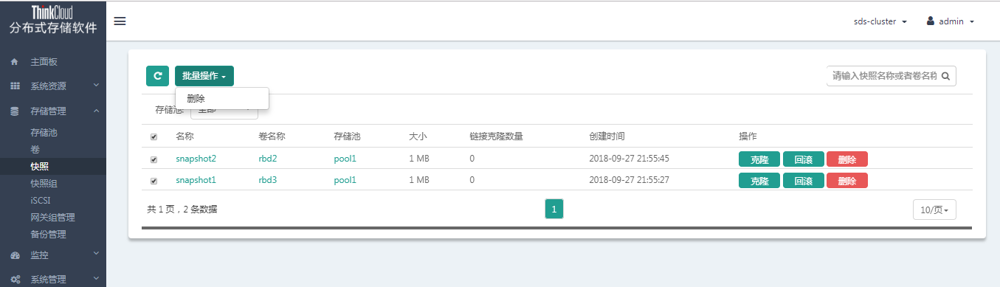 ThinkCloud
分布式存储软件
sds-cluster
admin
主面板
系统资源
存储管理
存储池
卷
快照
快照组
iSCSI
网关组管理
备份管理
监控
系统管理
批量操作
请输入快照名称或者卷名称
删除
存储池: 全部
名称 卷名称 存储池 大小 链接克隆数量 创建时间 操作
snapshot2 rbd2 pool1 1 MB 0 2018-09-27 21:55:45 克隆 回滚 删除
snapshot1 rbd3 pool1 1 MB 0 2018-09-27 21:55:27 克隆 回滚 删除
共 1 页，2 条数据 1 10/页